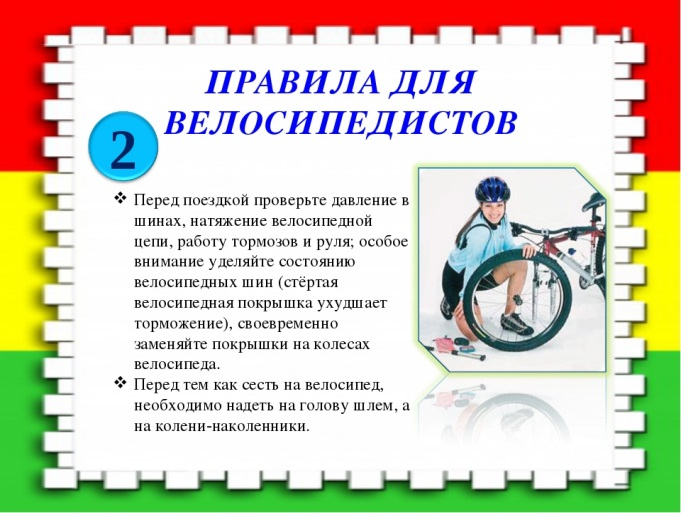 ПРАВИЛА ДЛЯ
ВЕЛОСИПЕДИСТОВ
2
❖ Перед поездкой проверьте давление в
шинах, натяжение велосипедной
цепи, работу тормозов и руля; особое
внимание уделяйте состоянию
велосипедных шин (стёртая
велосипедная покрышка ухудшает
торможение), своевременно
заменяйте покрышки на колесах
велосипеда.
❖ Перед тем как сесть на велосипед,
необходимо надеть на голову шлем, а
на колени-наколенники.